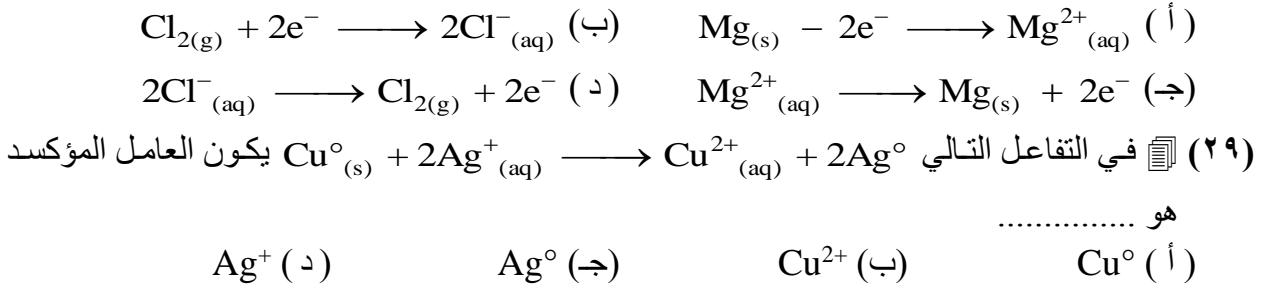 ( أ ) Mg(s) – 2e⁻ ⟶ Mg²⁺(aq) (ب) Cl₂(g) + 2e⁻ ⟶ 2Cl⁻(aq)
(جـ) Mg²⁺(aq) ⟶ Mg(s) + 2e⁻ ( د ) 2Cl⁻(aq) ⟶ Cl₂(g) + 2e⁻
(٢٩) في التفاعل التالي Cu°(s) + 2Ag⁺(aq) ⟶ Cu²⁺(aq) + 2Ag° يكون العامل المؤكسد
هو ...............
( أ ) Cu° (ب) Cu²⁺ (جـ) Ag° ( د ) Ag⁺